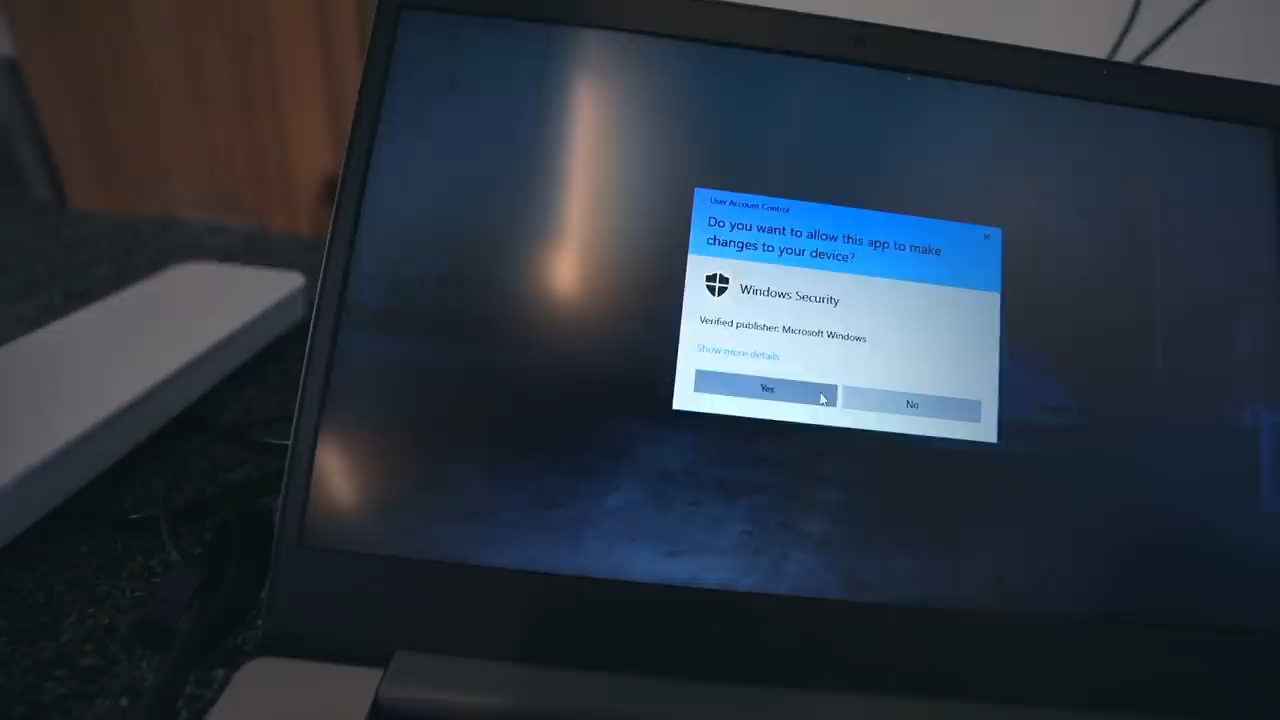 User Account Control
Do you want to allow this app to make
changes to your device?
Windows Security
Verified publisher: Microsoft Windows
Show more details
Yes
No